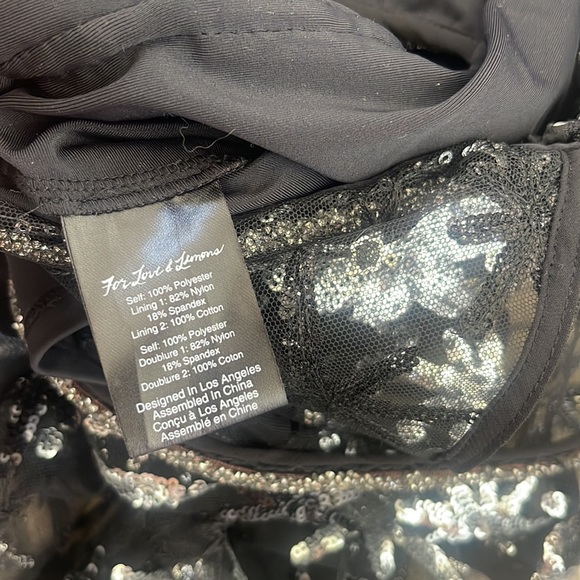 For Love & Lemons
Self: 100% Polyester
Lining 1: 82% Nylon
18% Spandex
Lining 2: 100% Cotton
Self: 100% Polyester
Doublure 1: 82% Nylon
18% Spandex
Doublure 2: 100% Coton
Designed In Los Angeles
Assembled In China
Conçu à Los Angeles
Assemblé en Chine